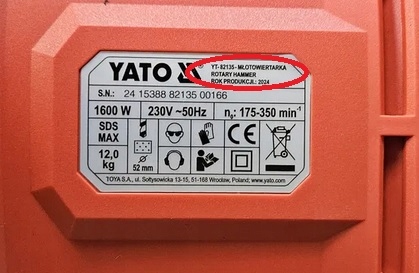 YATO ® YT- 82135 - MŁOTOWIERTARKA
ROTARY HAMMER
ROK PRODUKCJI.: 2024
S.N.: 24 15388 82135 00166
1600 W 230V ~50Hz n₀: 175-350 min⁻¹
SDS
MAX
12,0
kg
52 mm
TOYA S.A., ul. Sołtysowicka 13-15, 51-168 Wrocław, Poland; www.yato.com